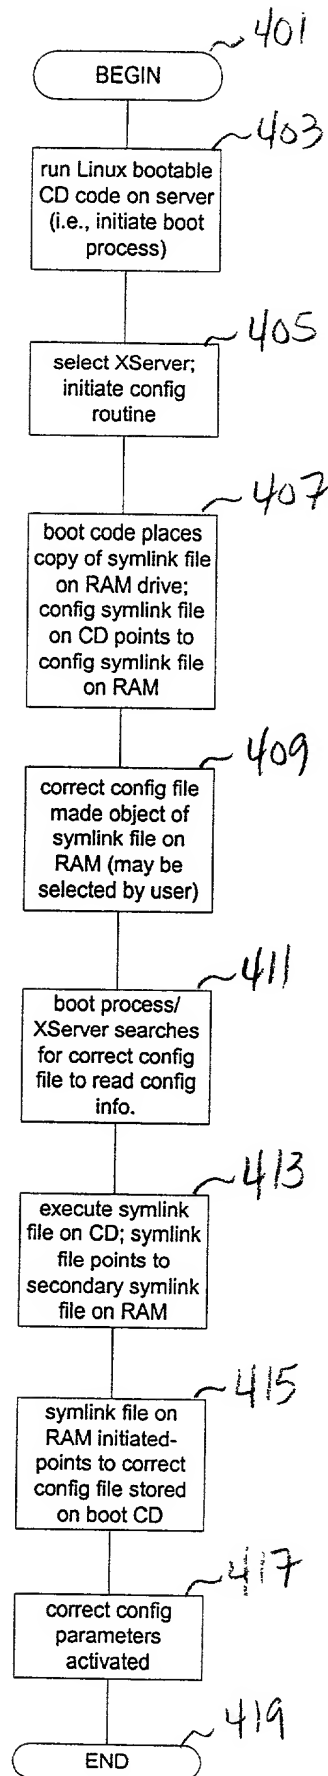 401
BEGIN
403
run Linux bootable
CD code on server
(i.e., initiate boot
process)
405
select XServer;
initiate config
routine
407
boot code places
copy of symlink file
on RAM drive;
config symlink file
on CD points to
config symlink file
on RAM
409
correct config file
made object of
symlink file on
RAM (may be
selected by user)
411
boot process/
XServer searches
for correct config
file to read config
info.
413
execute symlink
file on CD; symlink
file points to
secondary symlink
file on RAM
415
symlink file on
RAM initiated-
points to correct
config file stored
on boot CD
417
correct config
parameters
activated
419
END